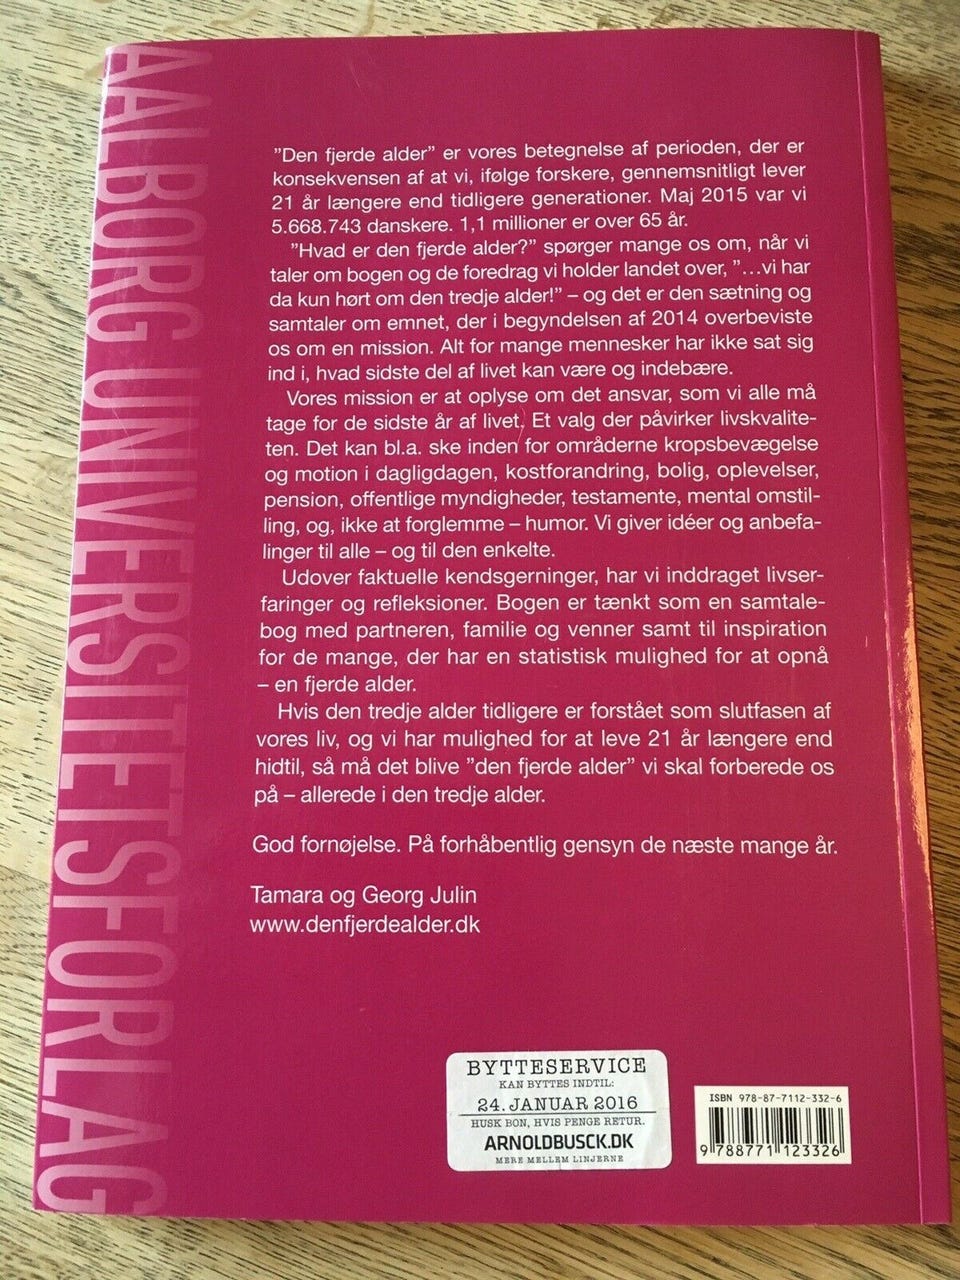 AALBORG UNIVERSITETSFORLAG
”Den fjerde alder” er vores betegnelse af perioden, der er
konsekvensen af at vi, ifølge forskere, gennemsnitligt lever
21 år længere end tidligere generationer. Maj 2015 var vi
5.668.743 danskere. 1,1 millioner er over 65 år.
”Hvad er den fjerde alder?” spørger mange os om, når vi
taler om bogen og de foredrag vi holder landet over, ”...vi har
da kun hørt om den tredje alder!” – og det er den sætning og
samtaler om emnet, der i begyndelsen af 2014 overbeviste
os om en mission. Alt for mange mennesker har ikke sat sig
ind i, hvad sidste del af livet kan være og indebære.
Vores mission er at oplyse om det ansvar, som vi alle må
tage for de sidste år af livet. Et valg der påvirker livskvalite-
ten. Det kan bl.a. ske inden for områderne kropsbevægelse
og motion i dagligdagen, kostforandring, bolig, oplevelser,
pension, offentlige myndigheder, testamente, mental omstil-
ling, og, ikke at forglemme – humor. Vi giver idéer og anbefa-
linger til alle – og til den enkelte.
Udover faktuelle kendsgerninger, har vi inddraget livser-
faringer og refleksioner. Bogen er tænkt som en samtale-
bog med partneren, familie og venner samt til inspiration
for de mange, der har en statistisk mulighed for at opnå
– en fjerde alder.
Hvis den tredje alder tidligere er forstået som slutfasen af
vores liv, og vi har mulighed for at leve 21 år længere end
hidtil, så må det blive ”den fjerde alder” vi skal forberede os
på – allerede i den tredje alder.
God fornøjelse. På forhåbentlig gensyn de næste mange år.
Tamara og Georg Julin
www.denfjerdealder.dk
BYTTESERVICE
KAN BYTTES INDTIL:
24. JANUAR 2016
HUSK BON, HVIS PENGE RETUR.
ARNOLDBUSCK.DK
MERE MELLEM LINJERNE
ISBN 978-87-7112-332-6
9 788771 123326